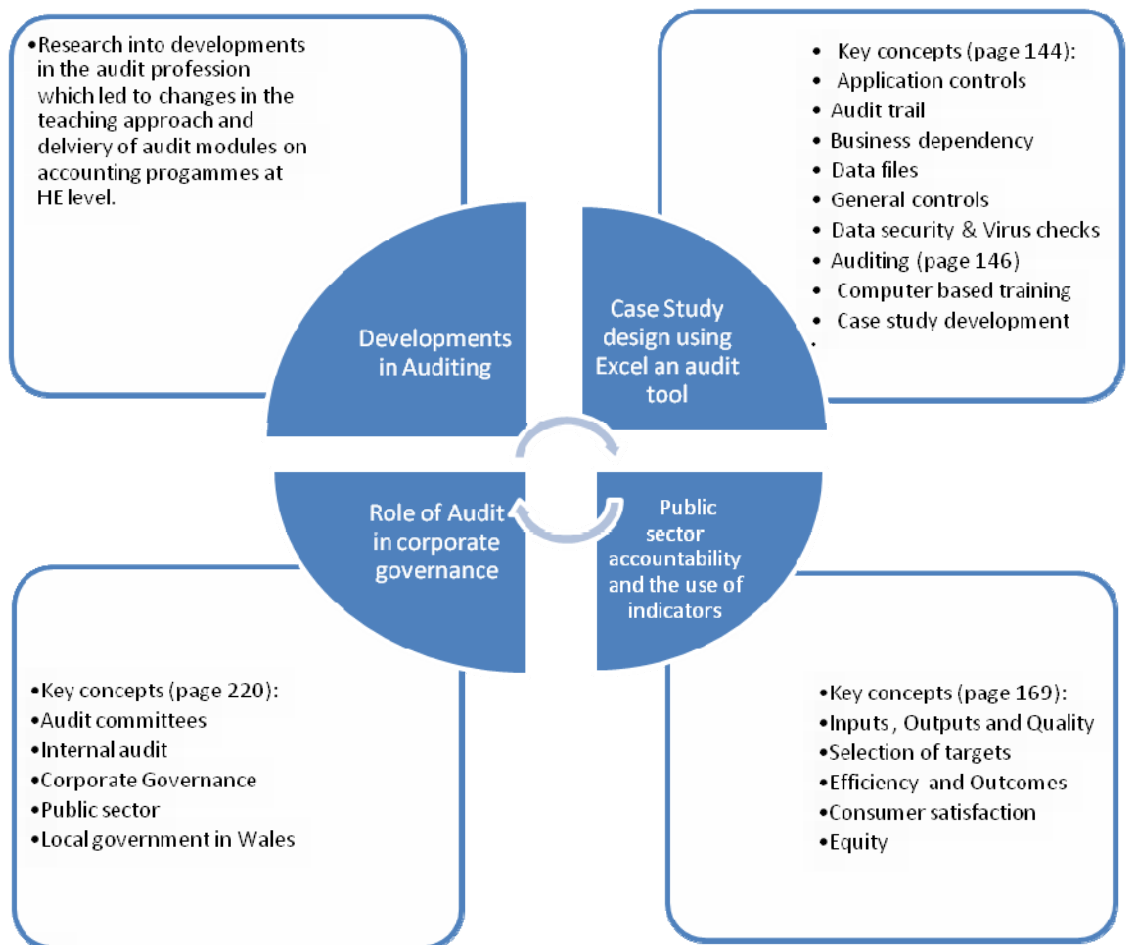 •Research into developments
in the audit profession
which led to changes in the
teaching approach and
delviery of audit modules on
accounting progammes at
HE level.
• Key concepts (page 144):
• Application controls
• Audit trail
• Business dependency
• Data files
• General controls
• Data security & Virus checks
• Auditing (page 146)
• Computer based training
• Case study development
•
Developments
in Auditing
Case Study
design using
Excel an audit
tool
Role of Audit
in corporate
governance
Public
sector
accountability
and the use of
indicators
•Key concepts (page 220):
•Audit committees
•Internal audit
•Corporate Governance
•Public sector
•Local government in Wales
•Key concepts (page 169):
•Inputs, Outputs and Quality
•Selection of targets
•Efficiency and Outcomes
•Consumer satisfaction
•Equity